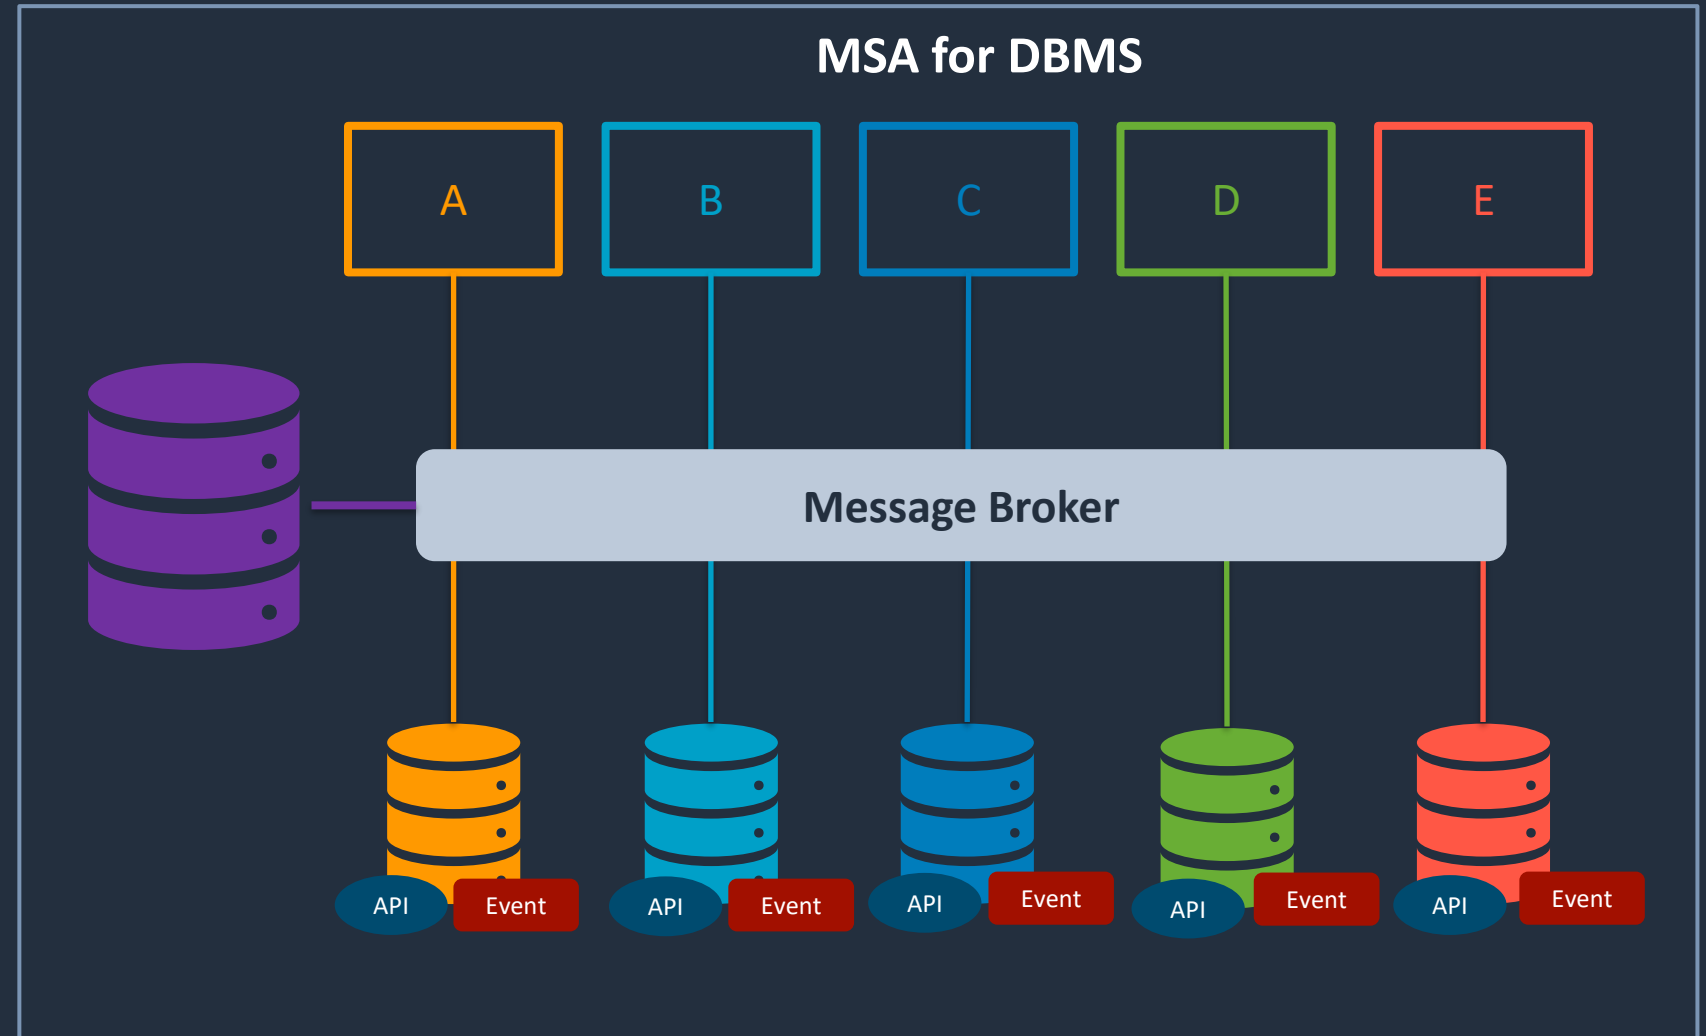 MSA for DBMS
A
B
C
D
E
Message Broker
API
Event
API
Event
API
Event
API
Event
API
Event